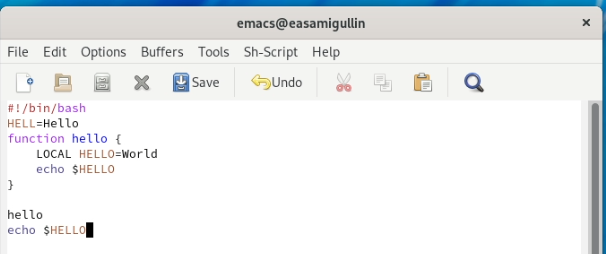 emacs@easamigullin
File Edit Options Buffers Tools Sh-Script Help
Save Undo
#!/bin/bash
HELL=Hello
function hello {
    LOCAL HELLO=World
    echo $HELLO
}
hello
echo $HELLO